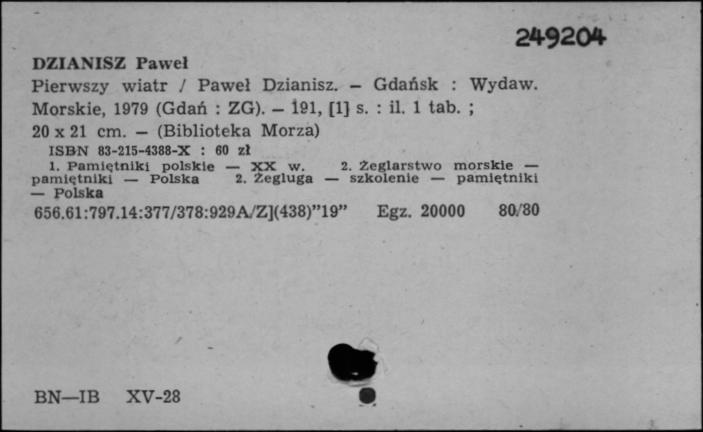 249204
DZIANISZ Paweł
Pierwszy wiatr / Paweł Dzianisz. — Gdańsk : Wydaw.
Morskie, 1979 (Gdań : ZG). — 191, [1] s. : il. 1 tab. ;
20 x 21 cm. — (Biblioteka Morza)
ISBN 83-215-4388-X : 60 zł
1. Pamiętniki polskie — XX w. 2. Żeglarstwo morskie —
pamiętniki — Polska 2. Żegluga — szkolenie — pamiętniki
— Polska
656.61:797.14:377/378:929A/Z](438)”19” Egz. 20000 80/80
BN—IB XV-28